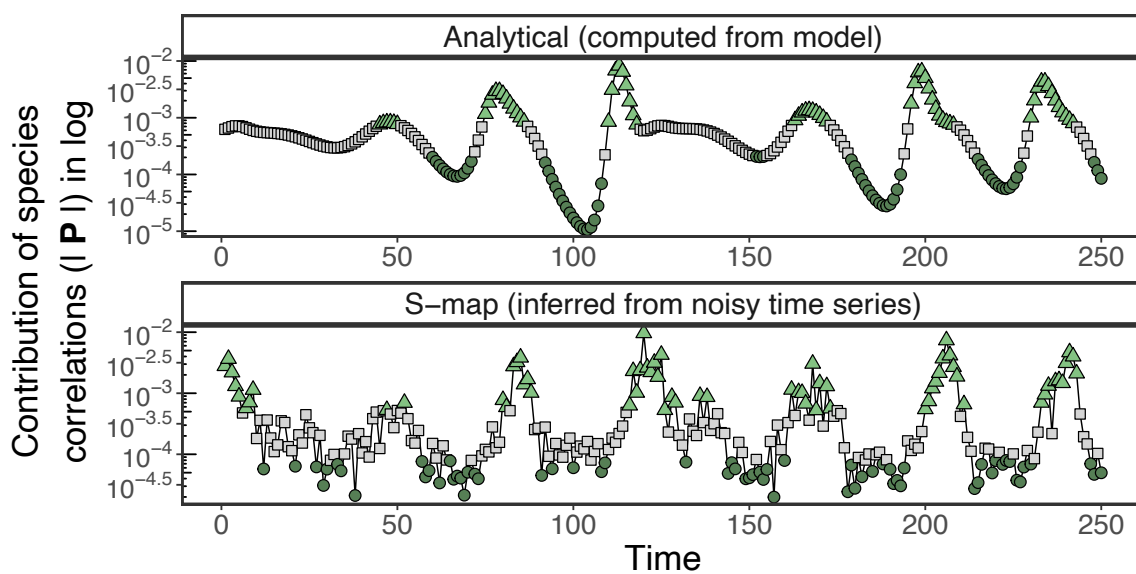 Contribution of species
correlations (| P |) in log
Analytical (computed from model)
10−2
10−2.5
10−3
10−3.5
10−4
10−4.5
10−5
0 50 100 150 200 250
S−map (inferred from noisy time series)
10−2
10−2.5
10−3
10−3.5
10−4
10−4.5
0 50 100 150 200 250
Time